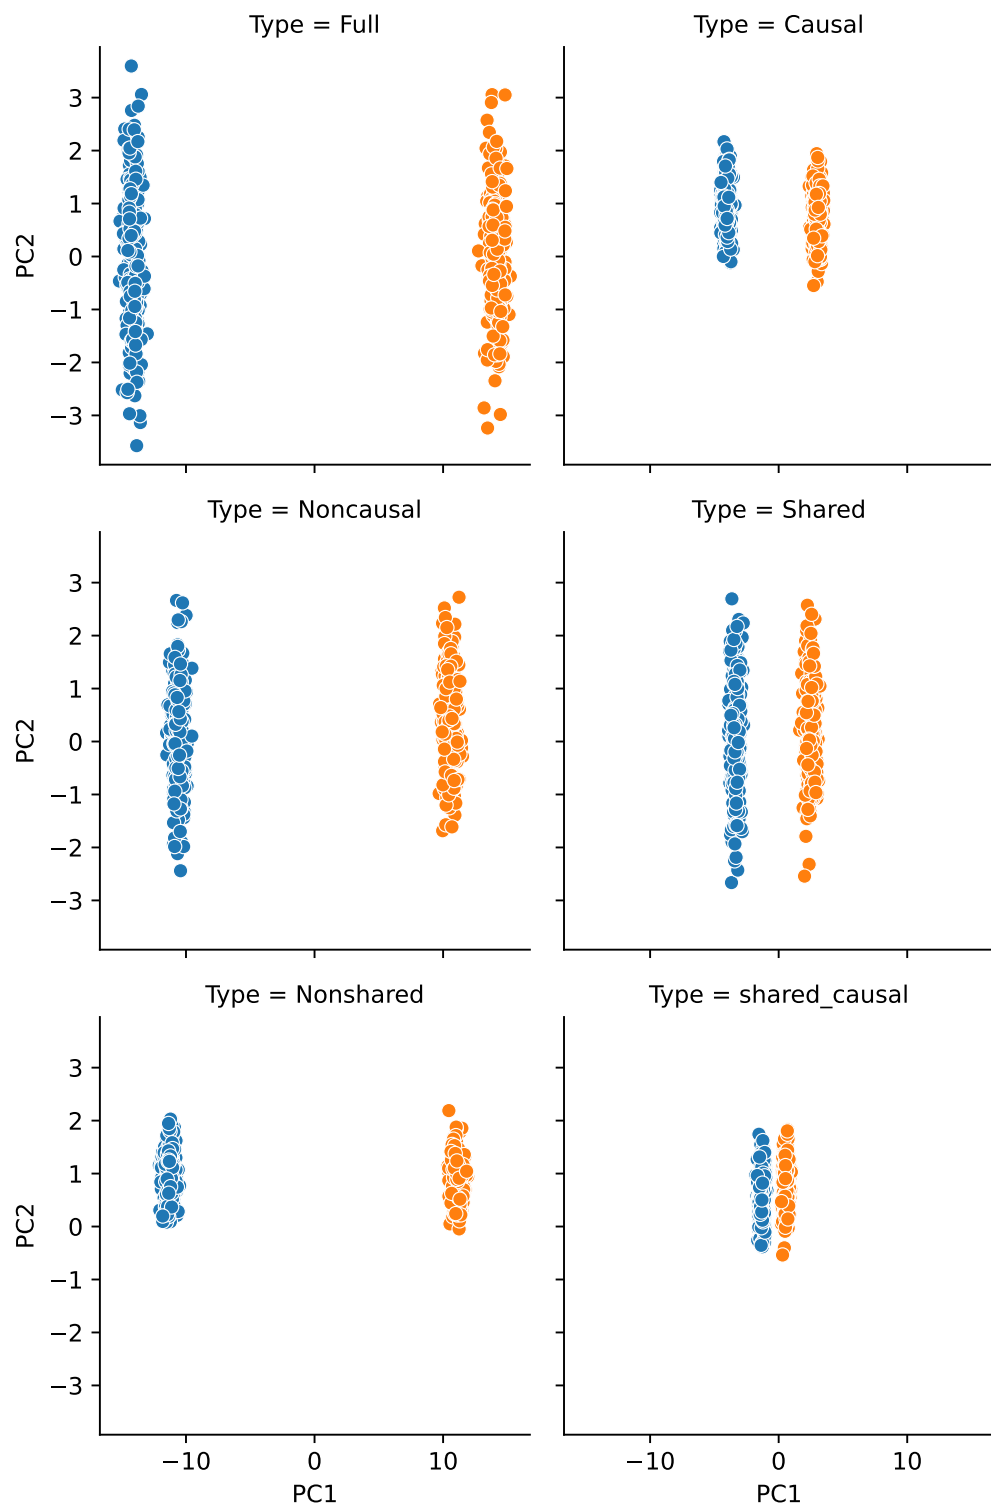 Type = Full
Type = Causal
3
2
1
0
−1
−2
−3
PC2
Type = Noncausal
Type = Shared
3
2
1
0
−1
−2
−3
PC2
Type = Nonshared
Type = shared_causal
3
2
1
0
−1
−2
−3
PC2
−10 0 10
−10 0 10
PC1
PC1